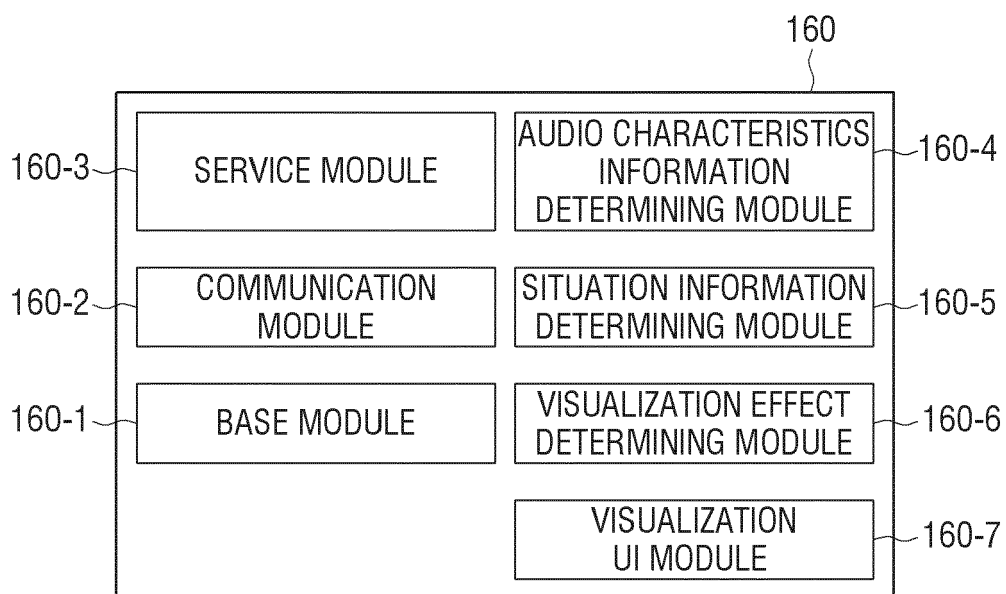 160
160-3
SERVICE MODULE
AUDIO CHARACTERISTICS
INFORMATION
DETERMINING MODULE
160-4
160-2
COMMUNICATION
MODULE
SITUATION INFORMATION
DETERMINING MODULE
160-5
160-1
BASE MODULE
VISUALIZATION EFFECT
DETERMINING MODULE
160-6
VISUALIZATION
UI MODULE
160-7